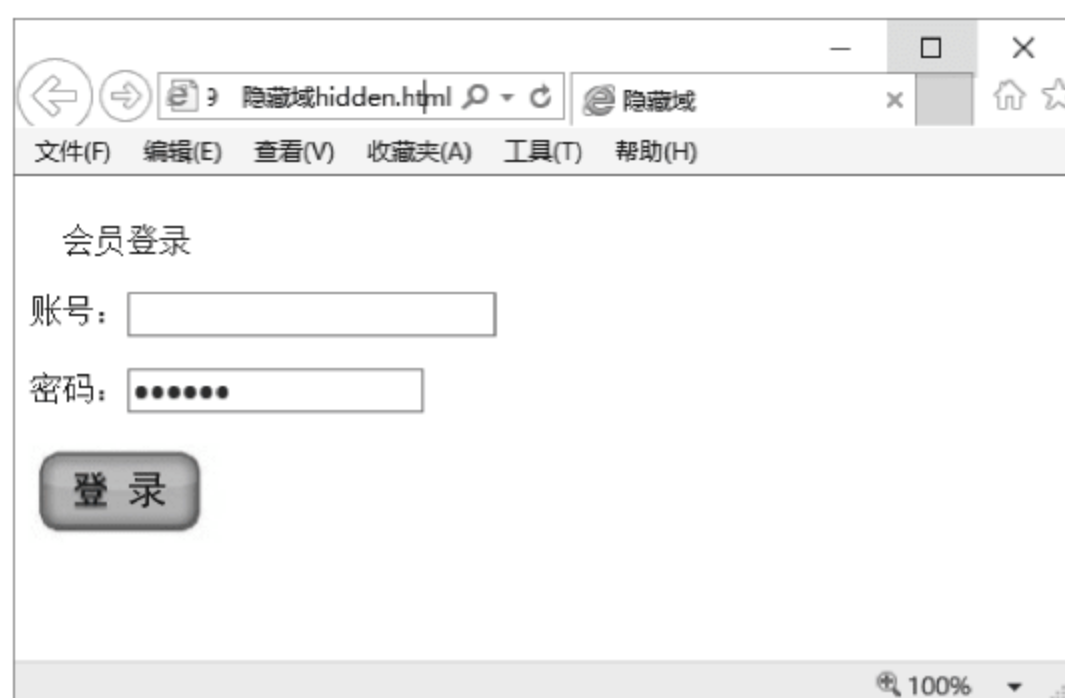 9 隐藏域hidden.html
隐藏域
文件(F) 编辑(E) 查看(V) 收藏夹(A) 工具(T) 帮助(H)
会员登录
账号：
密码：••••••
登 录
100%